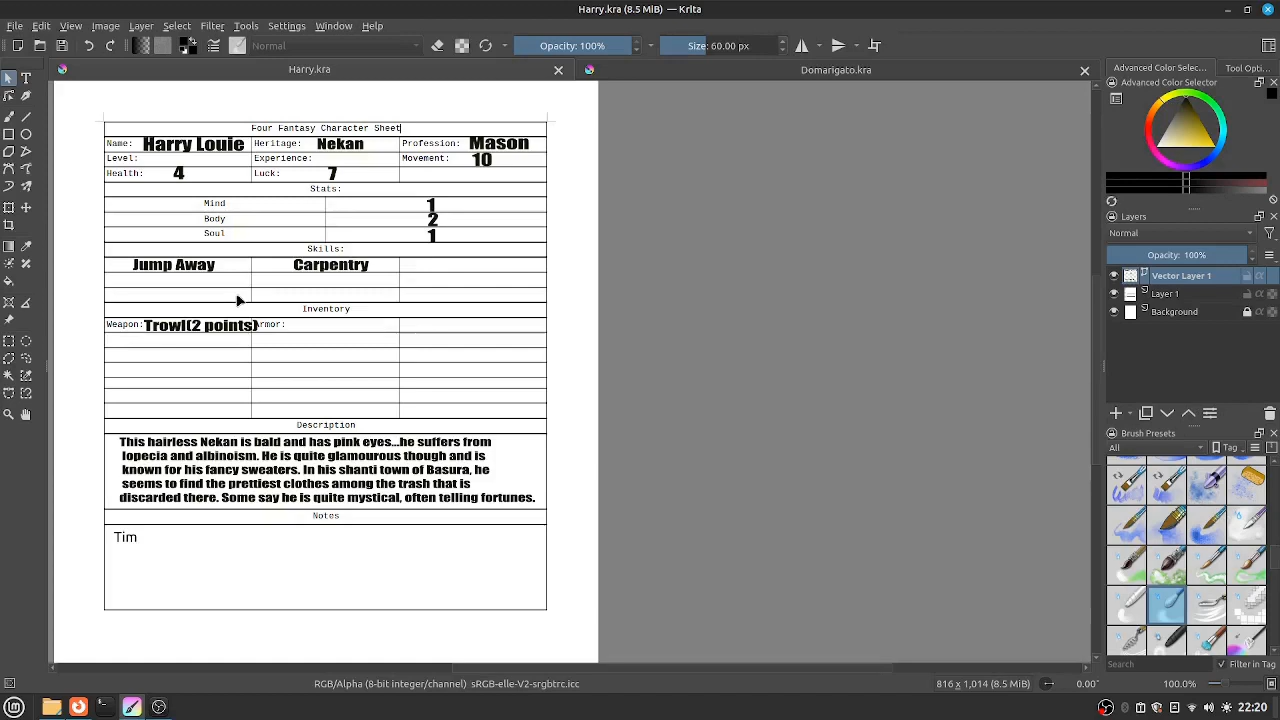 Harry.kra (8.5 MiB) — Krita
File Edit View Image Layer Select Filter Tools Settings Window Help
Normal Opacity: 100% Size: 60.00 px
Harry.kra Domarigato.kra
Advanced Color Selec... Tool Opti...
Advanced Color Selector
Four Fantasy Character Sheet
Name: Harry Louie Heritage: Nekan Profession: Mason
Level: Experience: Movement: 10
Health: 4 Luck: 7
Stats:
Mind 1
Body 2
Soul 1
Skills:
Jump Away Carpentry
Inventory
Weapon: Trowl(2 points) Armor:
Description
This hairless Nekan is bald and has pink eyes...he suffers from
lopecia and albinoism. He is quite glamourous though and is
known for his fancy sweaters. In his shanti town of Basura, he
seems to find the prettiest clothes among the trash that is
discarded there. Some say he is quite mystical, often telling fortunes.
Notes
Tim
Layers
Normal
Opacity: 100%
Vector Layer 1
Layer 1
Background
Brush Presets
All Tag
Search Filter in Tag
RGB/Alpha (8-bit integer/channel) sRGB-elle-V2-srgbtrc.icc 816 x 1,014 (8.5 MiB) 0.00° 100.0%
22:20